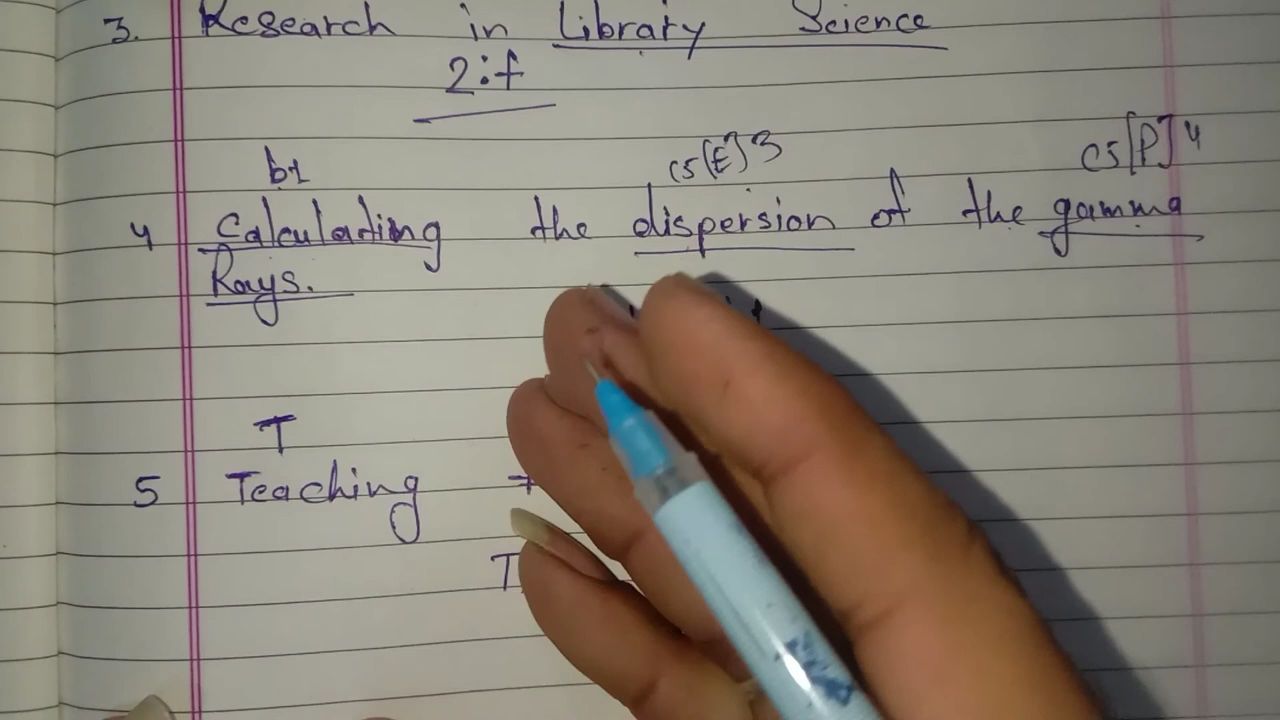 3. Research in Library Science
2:f
b1 C5[E]3 C5[P]4
4 Calculating the dispersion of the gamma
Rays.
T
5 Teaching
T